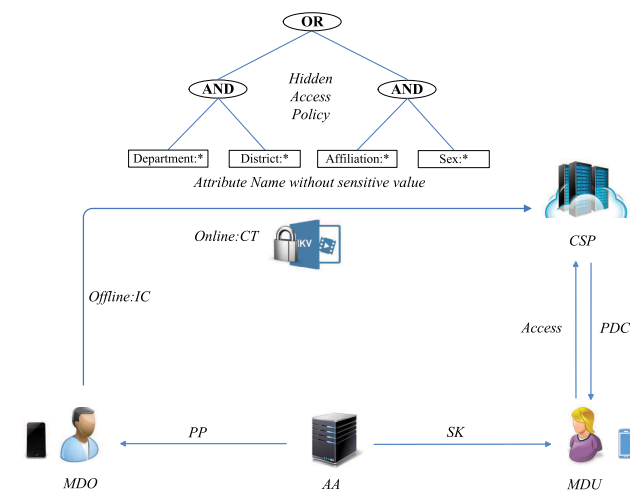 OR
AND
AND
Hidden
Access
Policy
Department:*
District:*
Affiliation:*
Sex:*
Attribute Name without sensitive value
Online:CT
IKV
CSP
Offline:IC
Access
PDC
PP
SK
MDO
AA
MDU